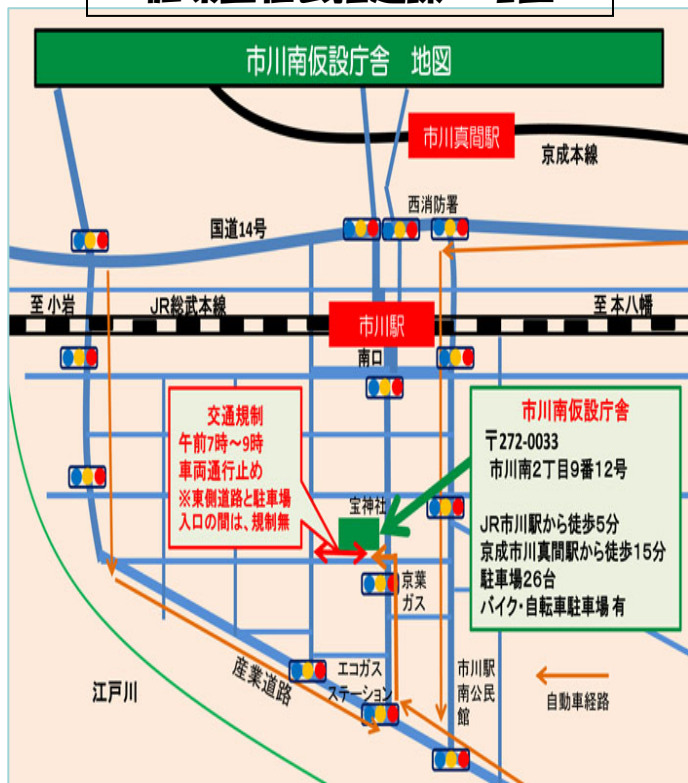 市川南仮設庁舎　地図
市川真間駅
京成本線
西消防署
国道14号
至 小岩
JR総武本線
至 本八幡
市川駅
南口
交通規制
午前7時～9時
車両通行止め
※東側道路と駐車場
入口の間は、規制無
市川南仮設庁舎
〒272-0033
市川南2丁目9番12号
JR市川駅から徒歩5分
京成市川真間駅から徒歩15分
駐車場26台
バイク・自転車駐車場 有
宝神社
京葉
ガス
江戸川
産業道路
エコガス
ステーション
市川駅
南公民
館
自動車経路